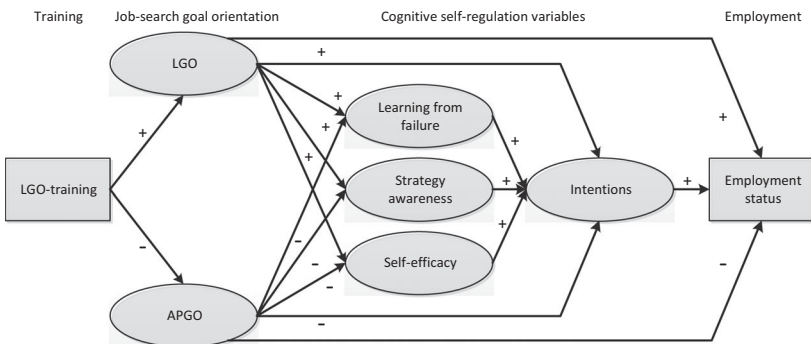 Training Job-search goal orientation Cognitive self-regulation variables Employment
LGO
+
+
+
Learning from
failure
+
+
+
+
+
LGO-training
Strategy
awareness
+
Intentions
+
Employment
status
+
-
Self-efficacy
-
-
-
-
APGO
-